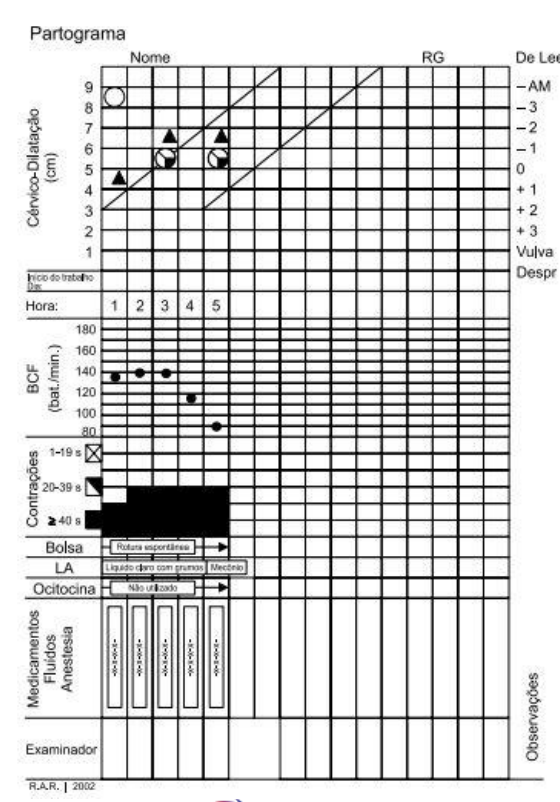 Partograma
Nome RG De Lee
Cérvico-Dilatação
(cm)
9 – AM
8 – 3
7 – 2
6 – 1
5 0
4 + 1
3 + 2
2 + 3
1 Vulva
Despr
Início do trabalho
Dia:
Hora: 1 2 3 4 5
BCF
(bat./min.)
180
160
140
120
100
80
Contrações
1–19 s
20–39 s
≥ 40 s
Bolsa Rotura espontânea
LA Líquido claro com grumos Mecônio
Ocitocina Não utilizado
Medicamentos
Fluídos
Anestesia
-x-x-x-x- -x-x-x-x- -x-x-x-x- -x-x-x-x- -x-x-x-x-
Observações
Examinador
R.A.R. | 2002